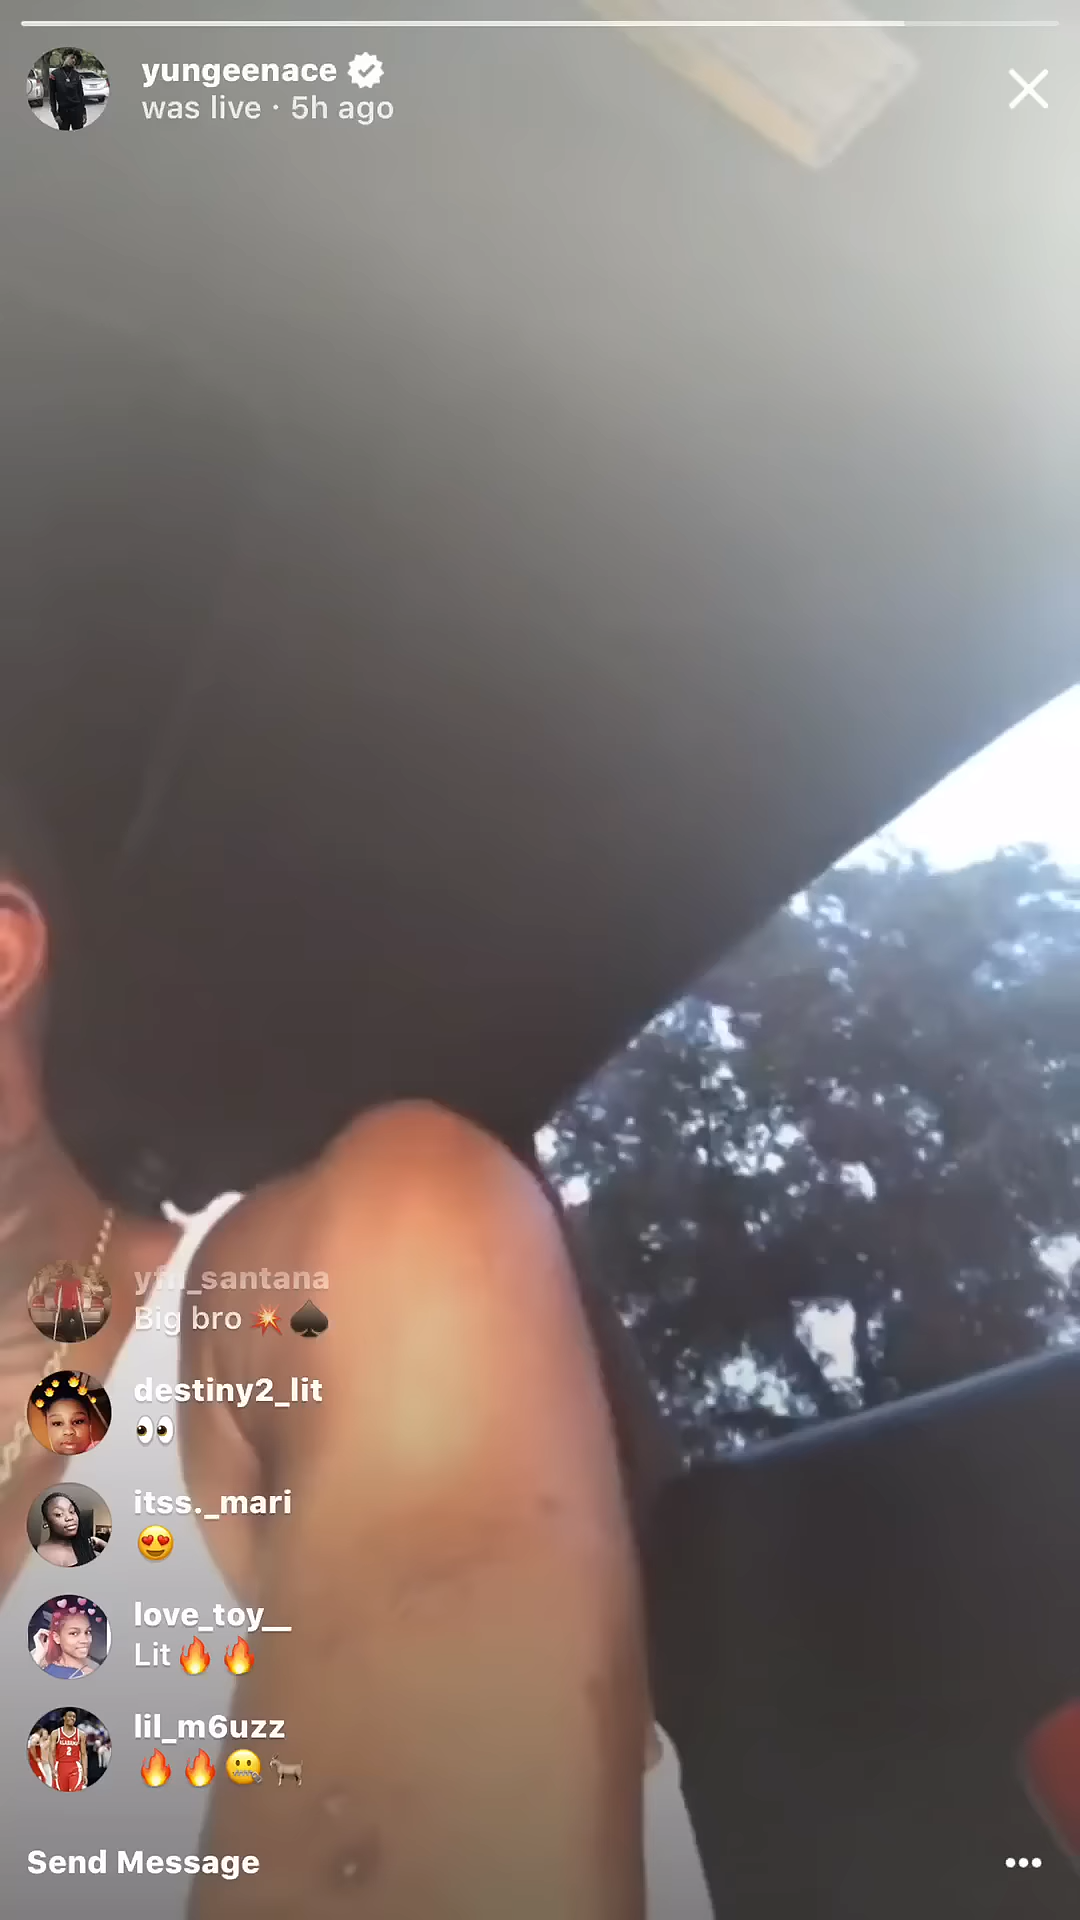 yungeenace
was live · 5h ago
Big bro 💥♠️
destiny2_lit
👀
itss._mari
😍
love_toy__
Lit 🔥 🔥
lil_m6uzz
🔥 🔥 🤐 🐐
Send Message